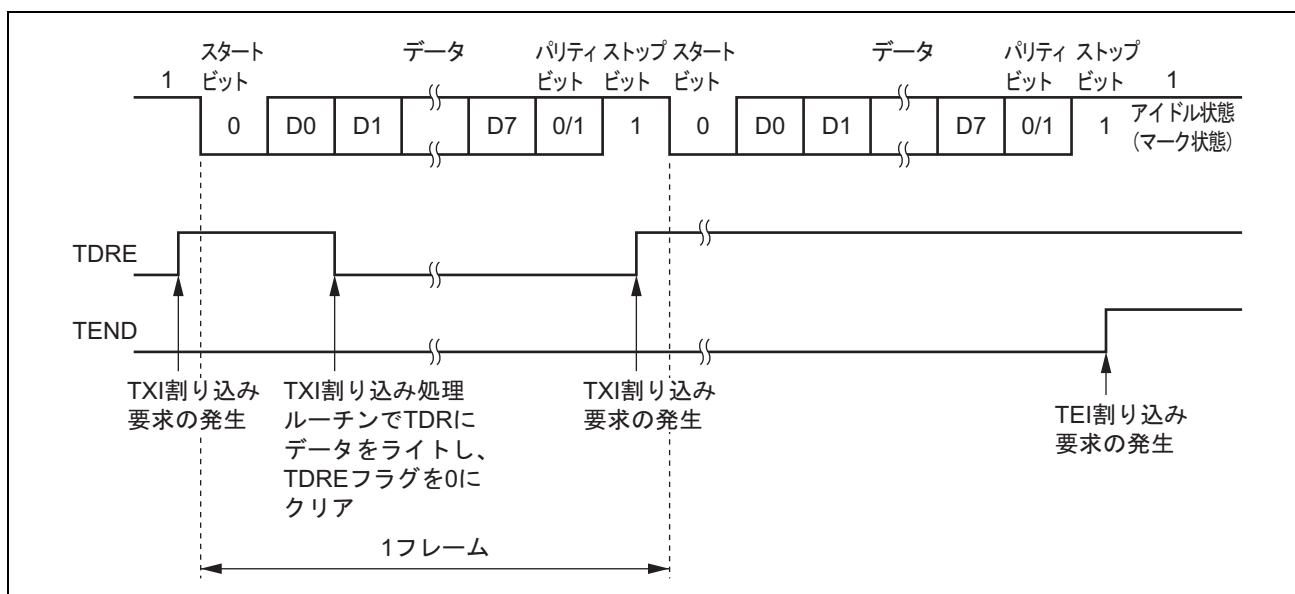 スタート
ビット
データ
パリティ
ビット
ストップ
ビット
スタート
ビット
データ
パリティ
ビット
ストップ
ビット
1
1
0
D0
D1
D7
0/1
1
0
D0
D1
D7
0/1
1
アイドル状態
(マーク状態)
TDRE
TEND
TXI割り込み
要求の発生
TXI割り込み処理
ルーチンでTDRに
データをライトし、
TDREフラグを0に
クリア
TXI割り込み
要求の発生
TEI割り込み
要求の発生
1フレーム